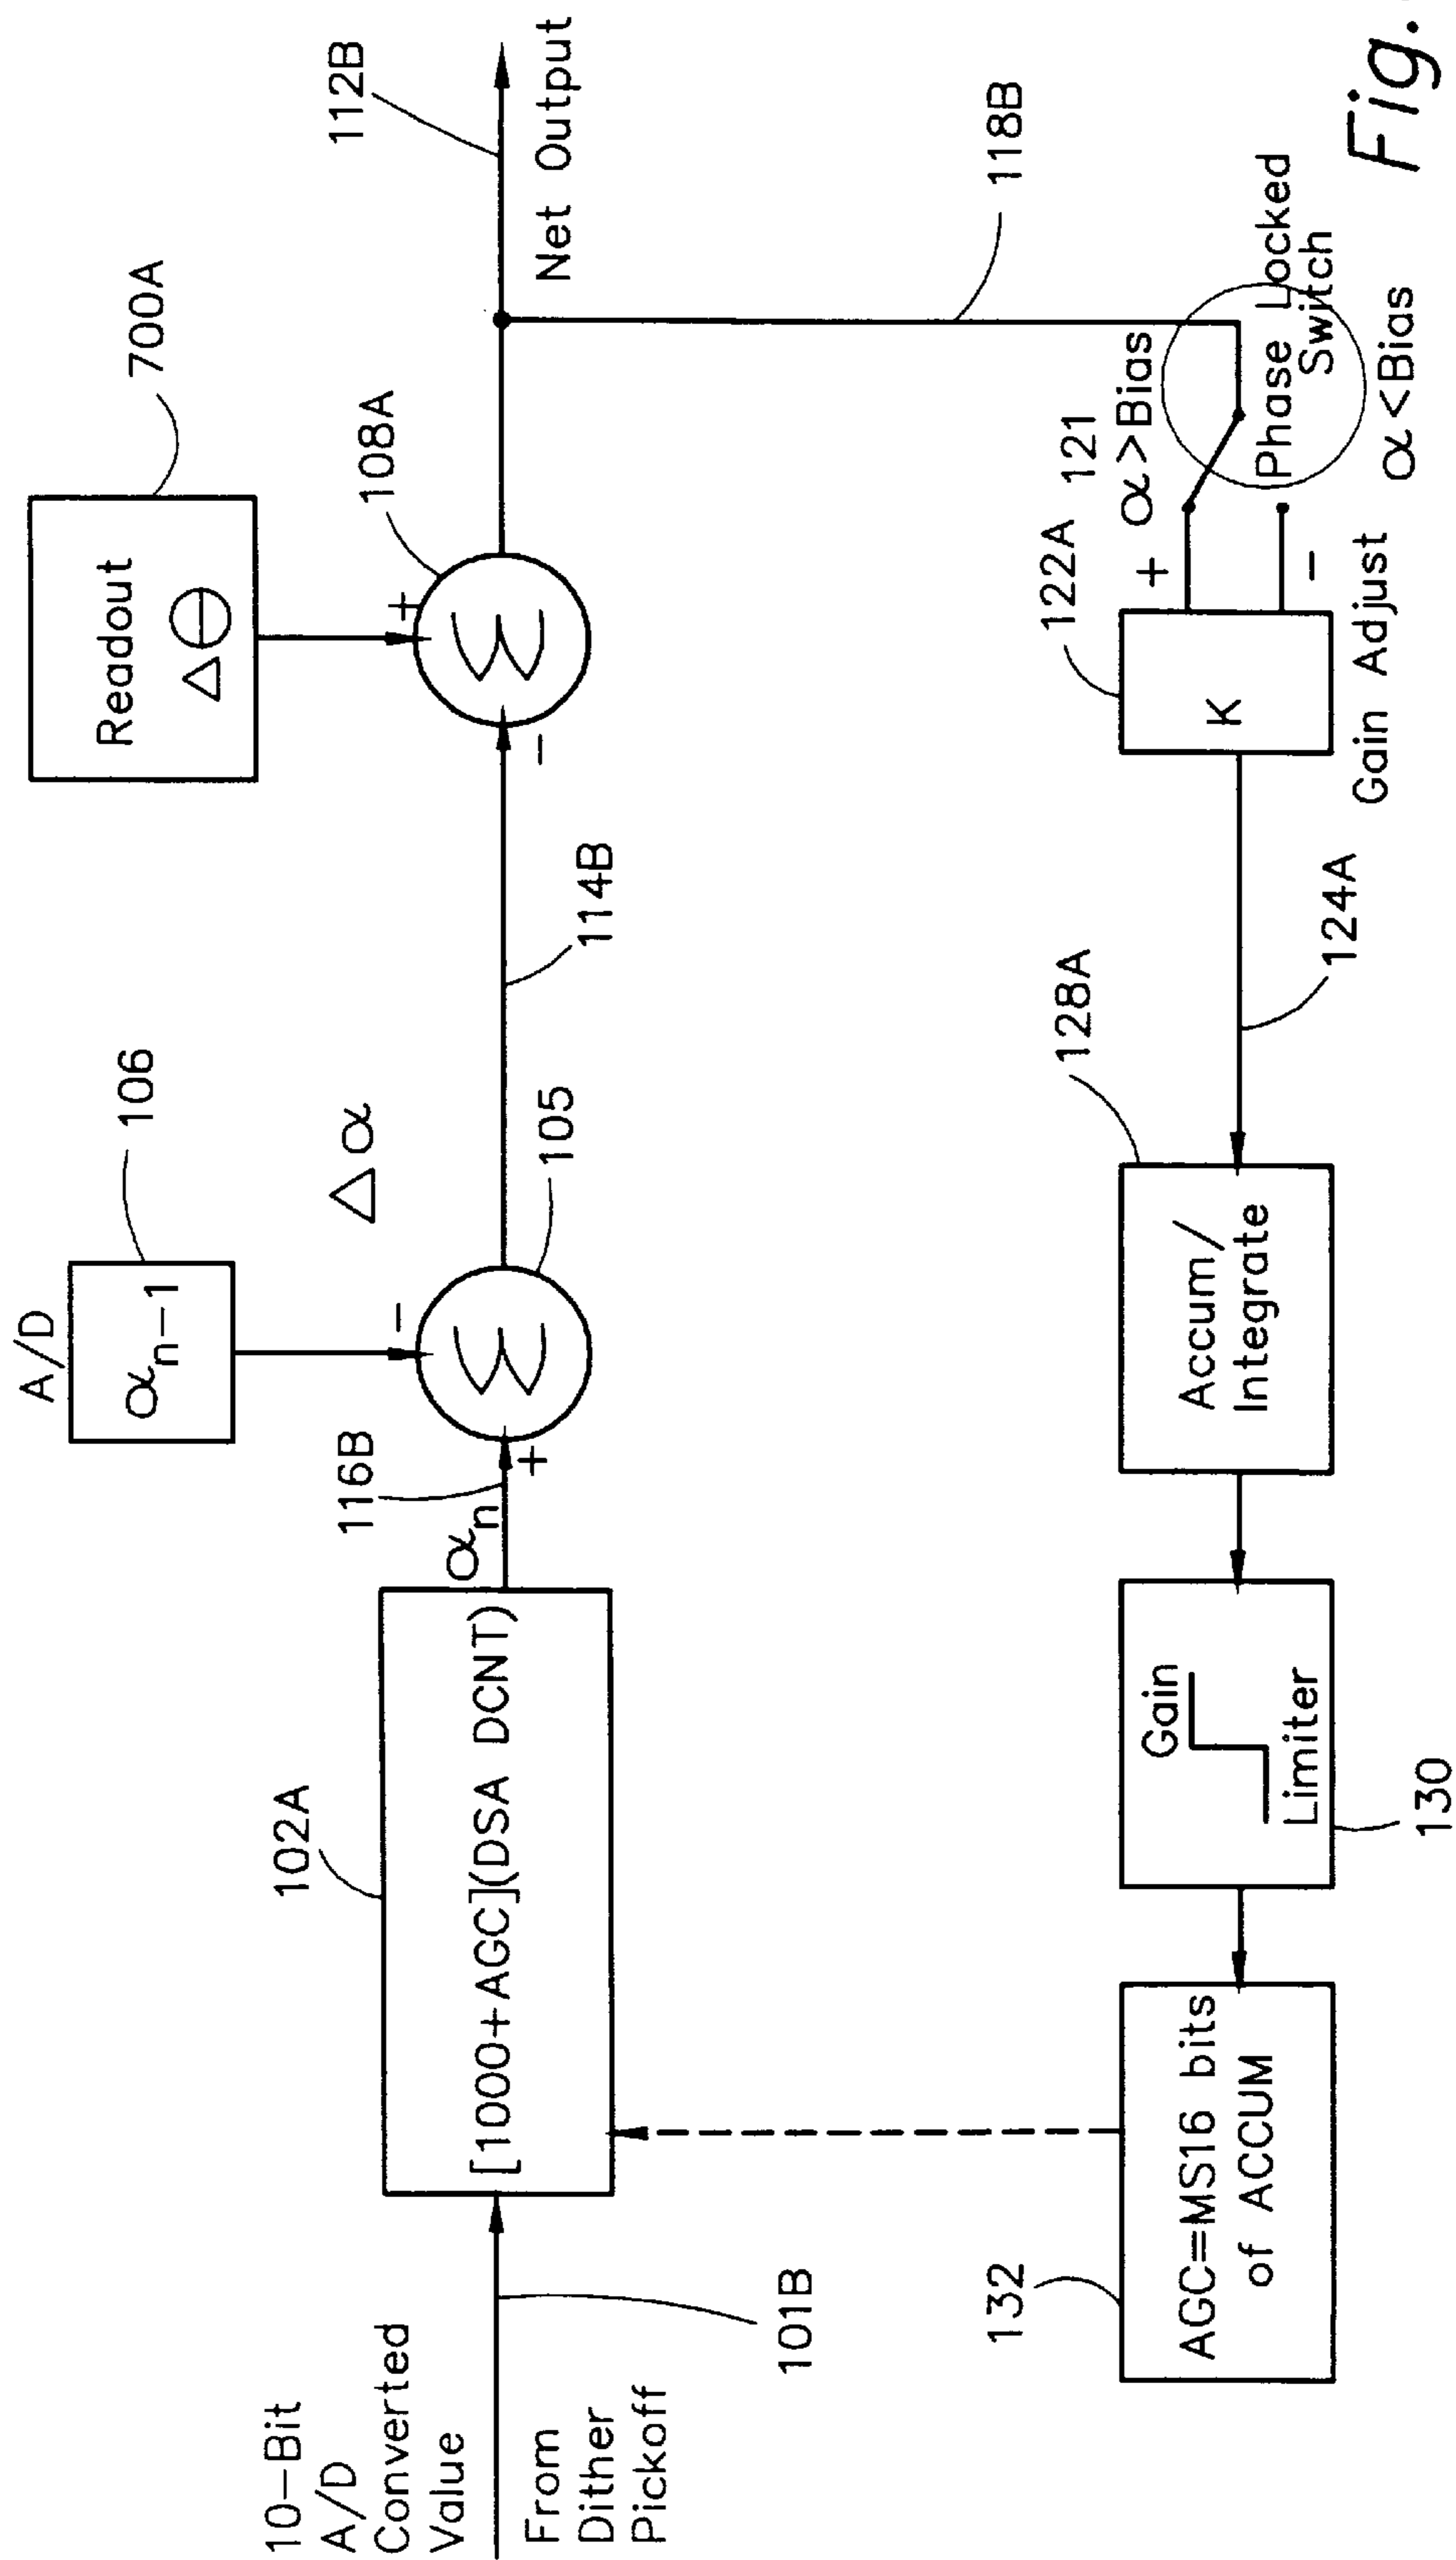 10-Bit
A/D
Converted
Value
From
Dither
Pickoff
101B
102A
[1000+AGC](DSA DCNT)
αn
116B
+
A/D
αn-1
106
-
Σ
105
Δα
114B
-
Readout
Δθ
700A
+
Σ
108A
112B
Net Output
118B
121
α>Bias
Phase Locked
Switch
α<Bias
+
-
122A
K
Gain Adjust
124A
128A
Accum/
Integrate
Gain
Limiter
130
132
AGC=MS16 bits
of ACCUM
Fig.